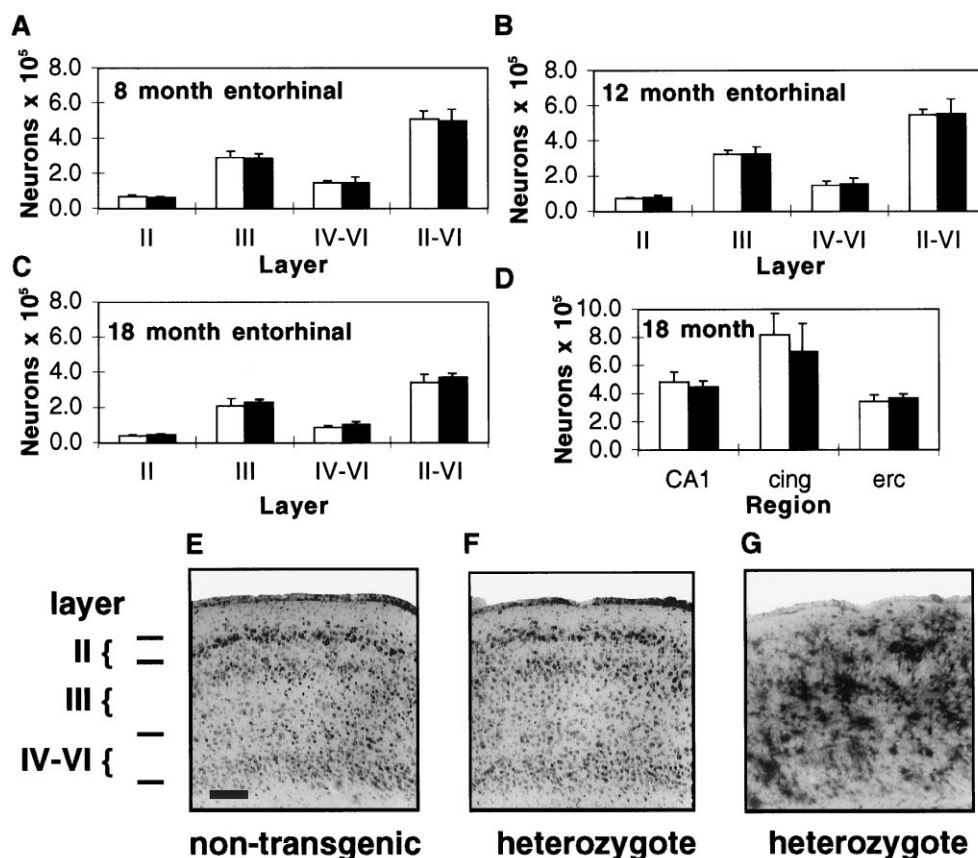 A
Neurons x 10⁵
8.0
6.0
4.0
2.0
0.0
8 month entorhinal
II III IV-VI II-VI
Layer
B
Neurons x 10⁵
8.0
6.0
4.0
2.0
0.0
12 month entorhinal
II III IV-VI II-VI
Layer
C
Neurons x 10⁵
8.0
6.0
4.0
2.0
0.0
18 month entorhinal
II III IV-VI II-VI
Layer
D
Neurons x 10⁵
10.0
8.0
6.0
4.0
2.0
0.0
18 month
CA1 cing erc
Region
E F G
layer
II {
III {
IV-VI {
non-transgenic heterozygote heterozygote